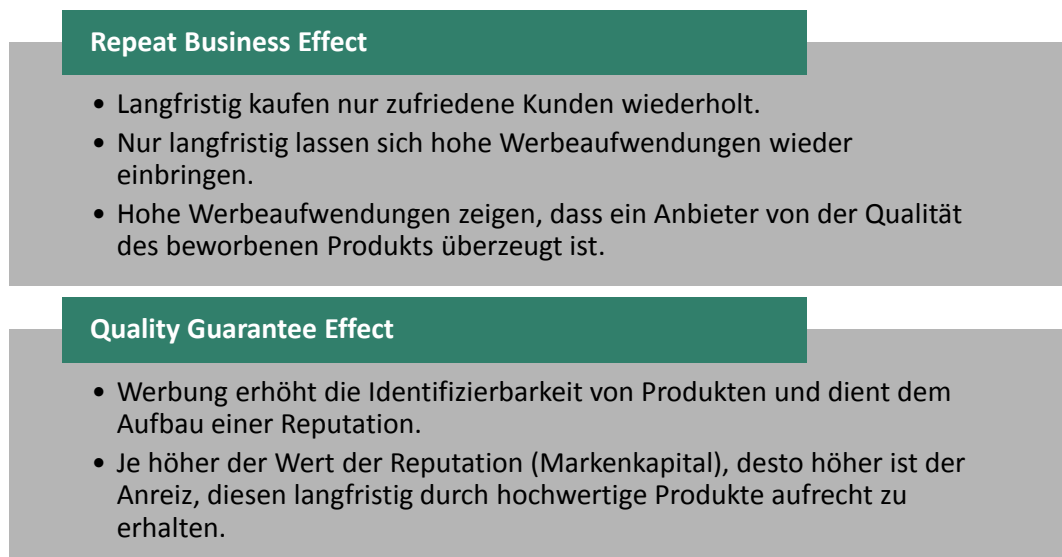 Repeat Business Effect
• Langfristig kaufen nur zufriedene Kunden wiederholt.
• Nur langfristig lassen sich hohe Werbeaufwendungen wieder
einbringen.
• Hohe Werbeaufwendungen zeigen, dass ein Anbieter von der Qualität
des beworbenen Produkts überzeugt ist.
Quality Guarantee Effect
• Werbung erhöht die Identifizierbarkeit von Produkten und dient dem
Aufbau einer Reputation.
• Je höher der Wert der Reputation (Markenkapital), desto höher ist der
Anreiz, diesen langfristig durch hochwertige Produkte aufrecht zu
erhalten.